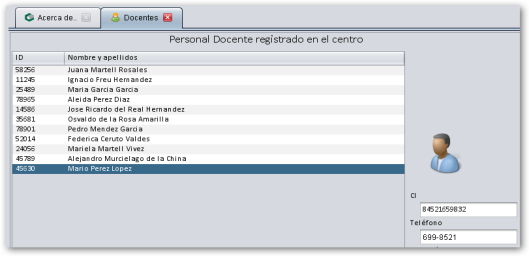 Acerca de..
Docentes
Personal Docente registrado en el centro
ID Nombre y apellidos
58256 Juana Martell Rosales
11245 Ignacio Freu Hernandez
25489 Maria Garcia Garcia
78965 Aleida Perez Diaz
14586 Jose Ricardo del Real Hernandez
35681 Osvaldo de la Rosa Amarilla
78901 Pedro Mendez Garcia
52014 Federica Ceruto Valdes
24056 Mariela Martell Vivez
45789 Alejandro Murcielago de la China
45630 Mario Perez Lopez
CI
84521659832
Teléfono
699-8521